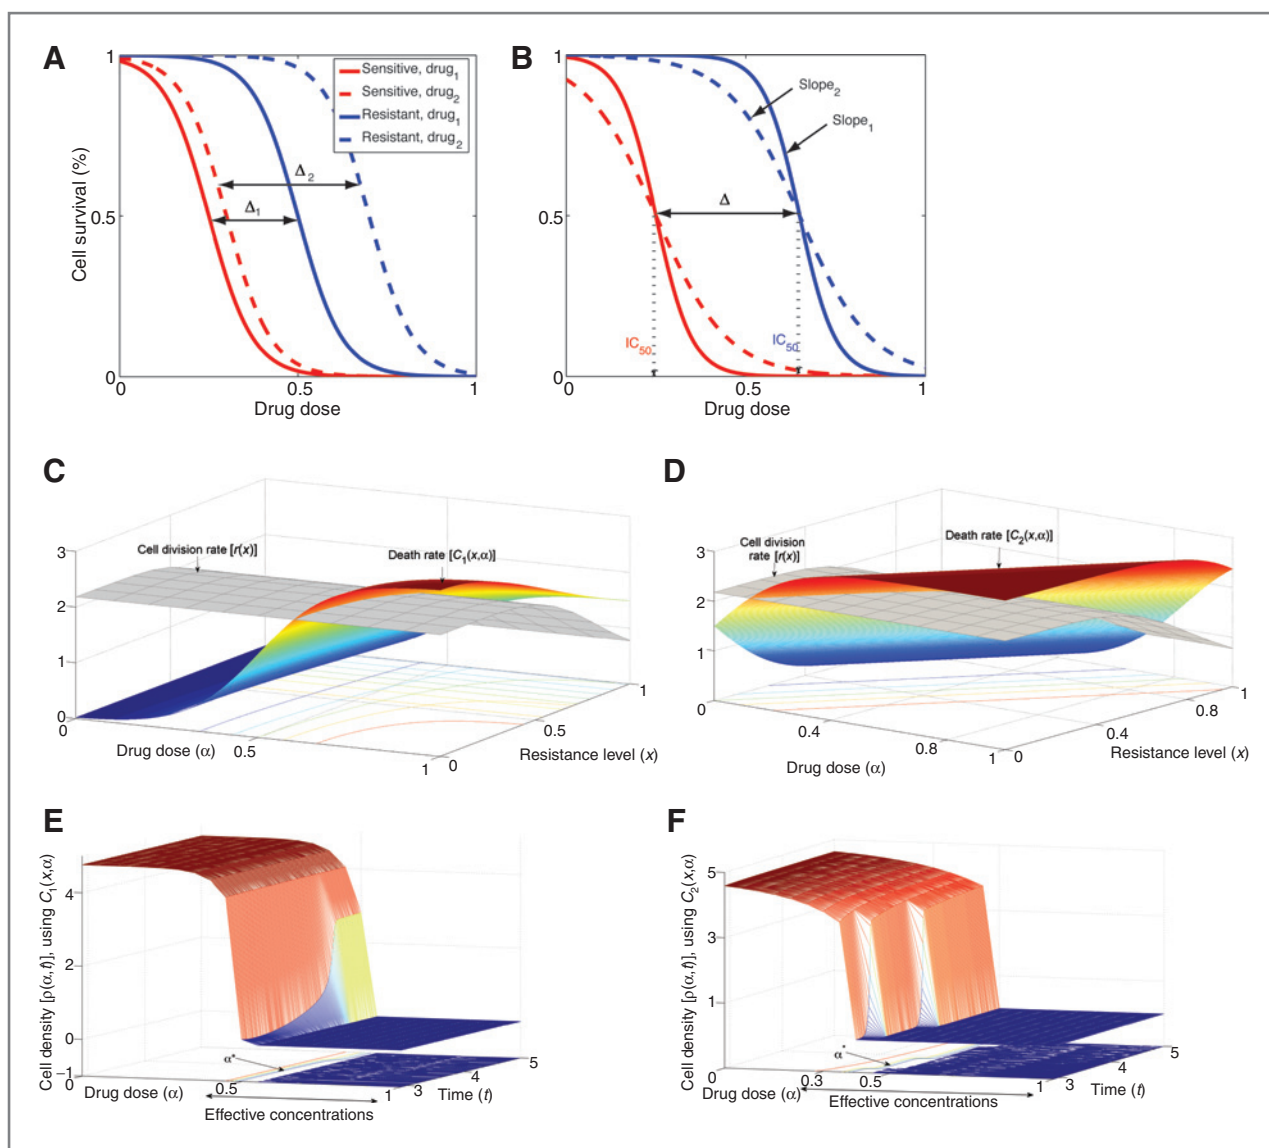 A
1
0.5
0
Cell survival (%)
0
0.5
1
Drug dose
Sensitive, drug1
Sensitive, drug2
Resistant, drug1
Resistant, drug2
Δ2
Δ1
B
1
0.5
0
0
0.5
1
Drug dose
Slope2
Slope1
Δ
IC50
IC50
C
3
2
1
0
Cell division rate [r(x)]
Death rate [C1(x,α)]
0
Drug dose (α)
0.5
1
0
0.5
1
Resistance level (x)
D
3
2
1
0
Cell division
rate [r(x)]
Death rate [C2(x,α)]
0.4
0.8
1
Drug dose (α)
0
0.4
0.8
1
Resistance level (x)
E
Cell density [ρ(α,t)], using C1(x,α)
4
2
0
−1
0
Drug dose (α)
0.5
1
α*
Effective concentrations
3
4
5
Time (t)
F
Cell density [ρ(α,t)], using C2(x,α)
5
3
1
0
Drug dose (α)
0.3
0.5
1
α*
Effective concentrations
3
4
5
Time (t)